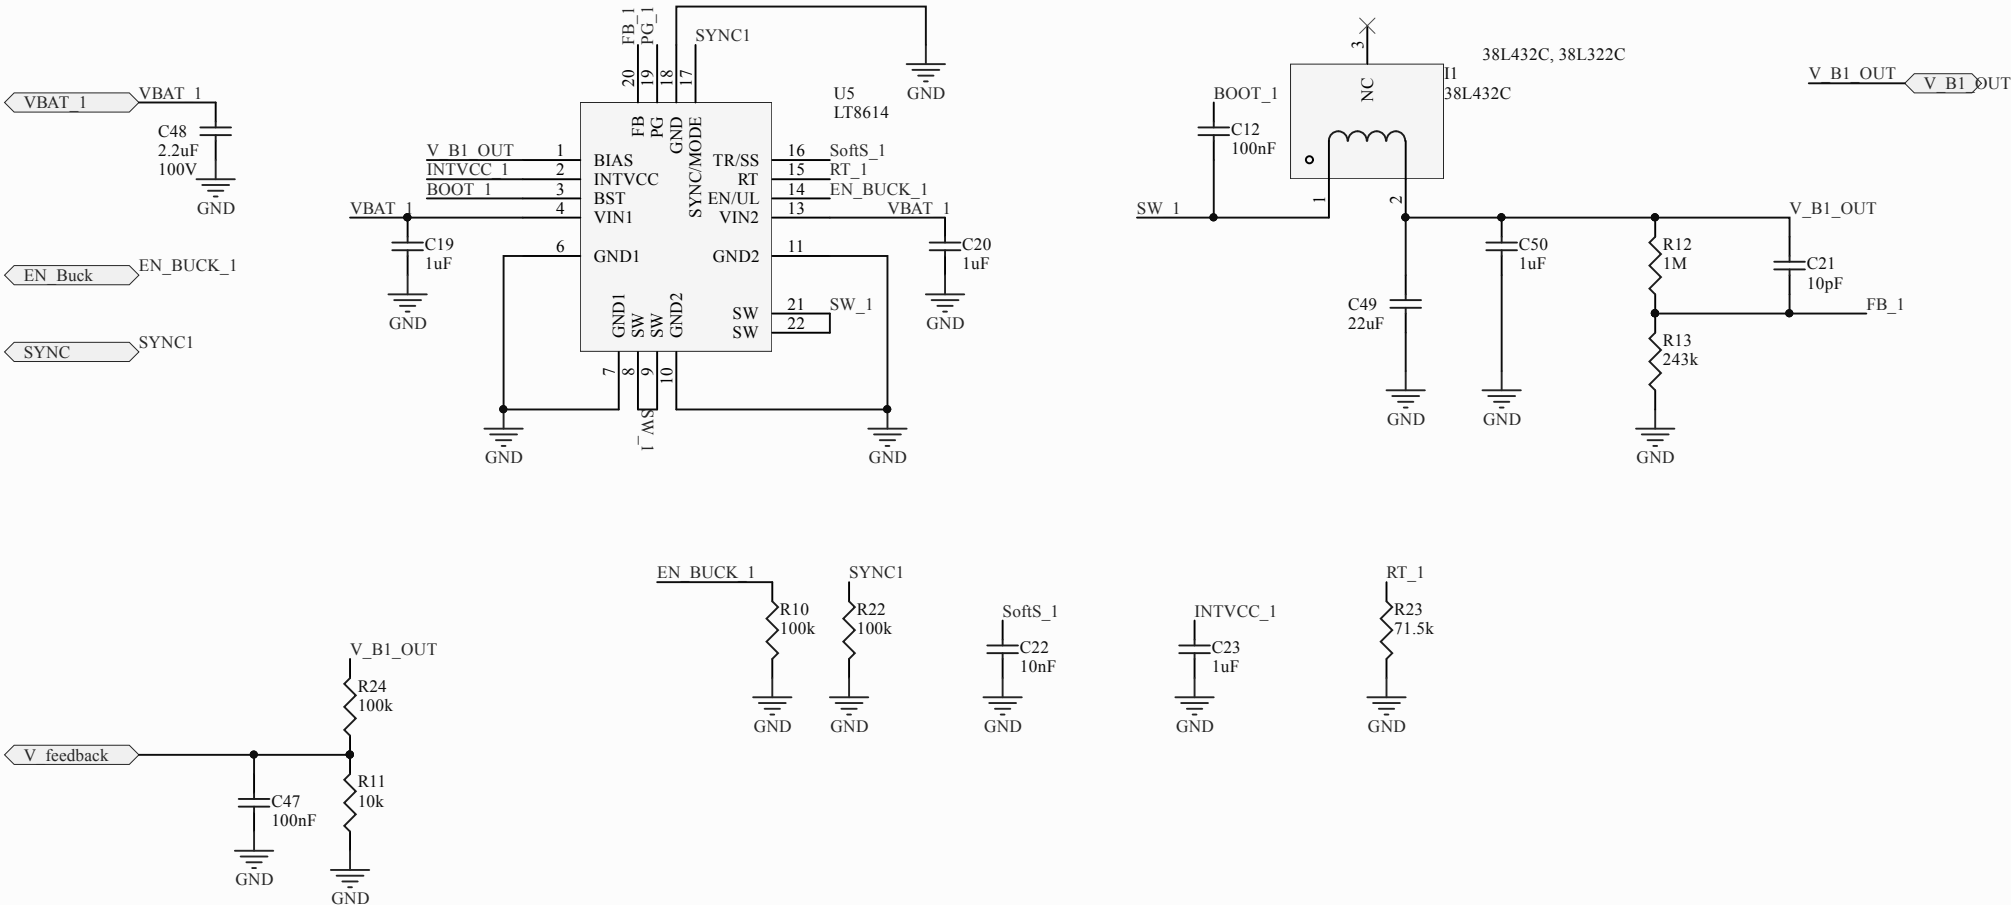 VBAT_1
VBAT_1
C48
2.2uF
100V
GND
EN_Buck
EN_BUCK_1
SYNC
SYNC1
FB_1
PG_1
SYNC1
20
19
18
17
GND
U5
LT8614
FB
PG
GND
SYNC/MODE
V_B1_OUT
1
BIAS
INTVCC_1
2
INTVCC
BOOT_1
3
BST
VBAT_1
4
VIN1
6
GND1
C19
1uF
GND
TR/SS
16
SoftS_1
RT
15
RT_1
EN/UL
14
EN_BUCK_1
VIN2
13
VBAT_1
GND2
11
C20
1uF
GND
SW
21
SW_1
SW
22
GND1
SW
SW
GND2
7
8
9
10
SW_1
GND
GND
38L432C, 38L322C
3
NC
I1
38L432C
BOOT_1
C12
100nF
SW_1
1
2
V_B1_OUT
V_B1_OUT
V_B1_OUT
C50
1uF
R12
1M
C21
10pF
C49
22uF
FB_1
R13
243k
GND
GND
GND
EN_BUCK_1
SYNC1
RT_1
R10
100k
R22
100k
SoftS_1
INTVCC_1
R23
71.5k
C22
10nF
C23
1uF
GND
GND
GND
GND
GND
V_B1_OUT
R24
100k
V_feedback
R11
10k
C47
100nF
GND
GND